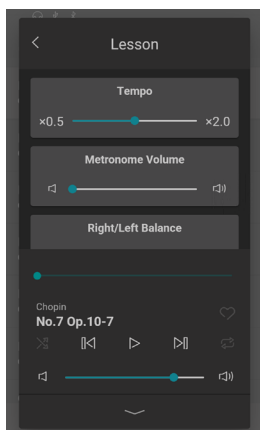 Lesson
Tempo
×0.5 ×2.0
Metronome Volume
Right/Left Balance
Chopin
No.7 Op.10-7